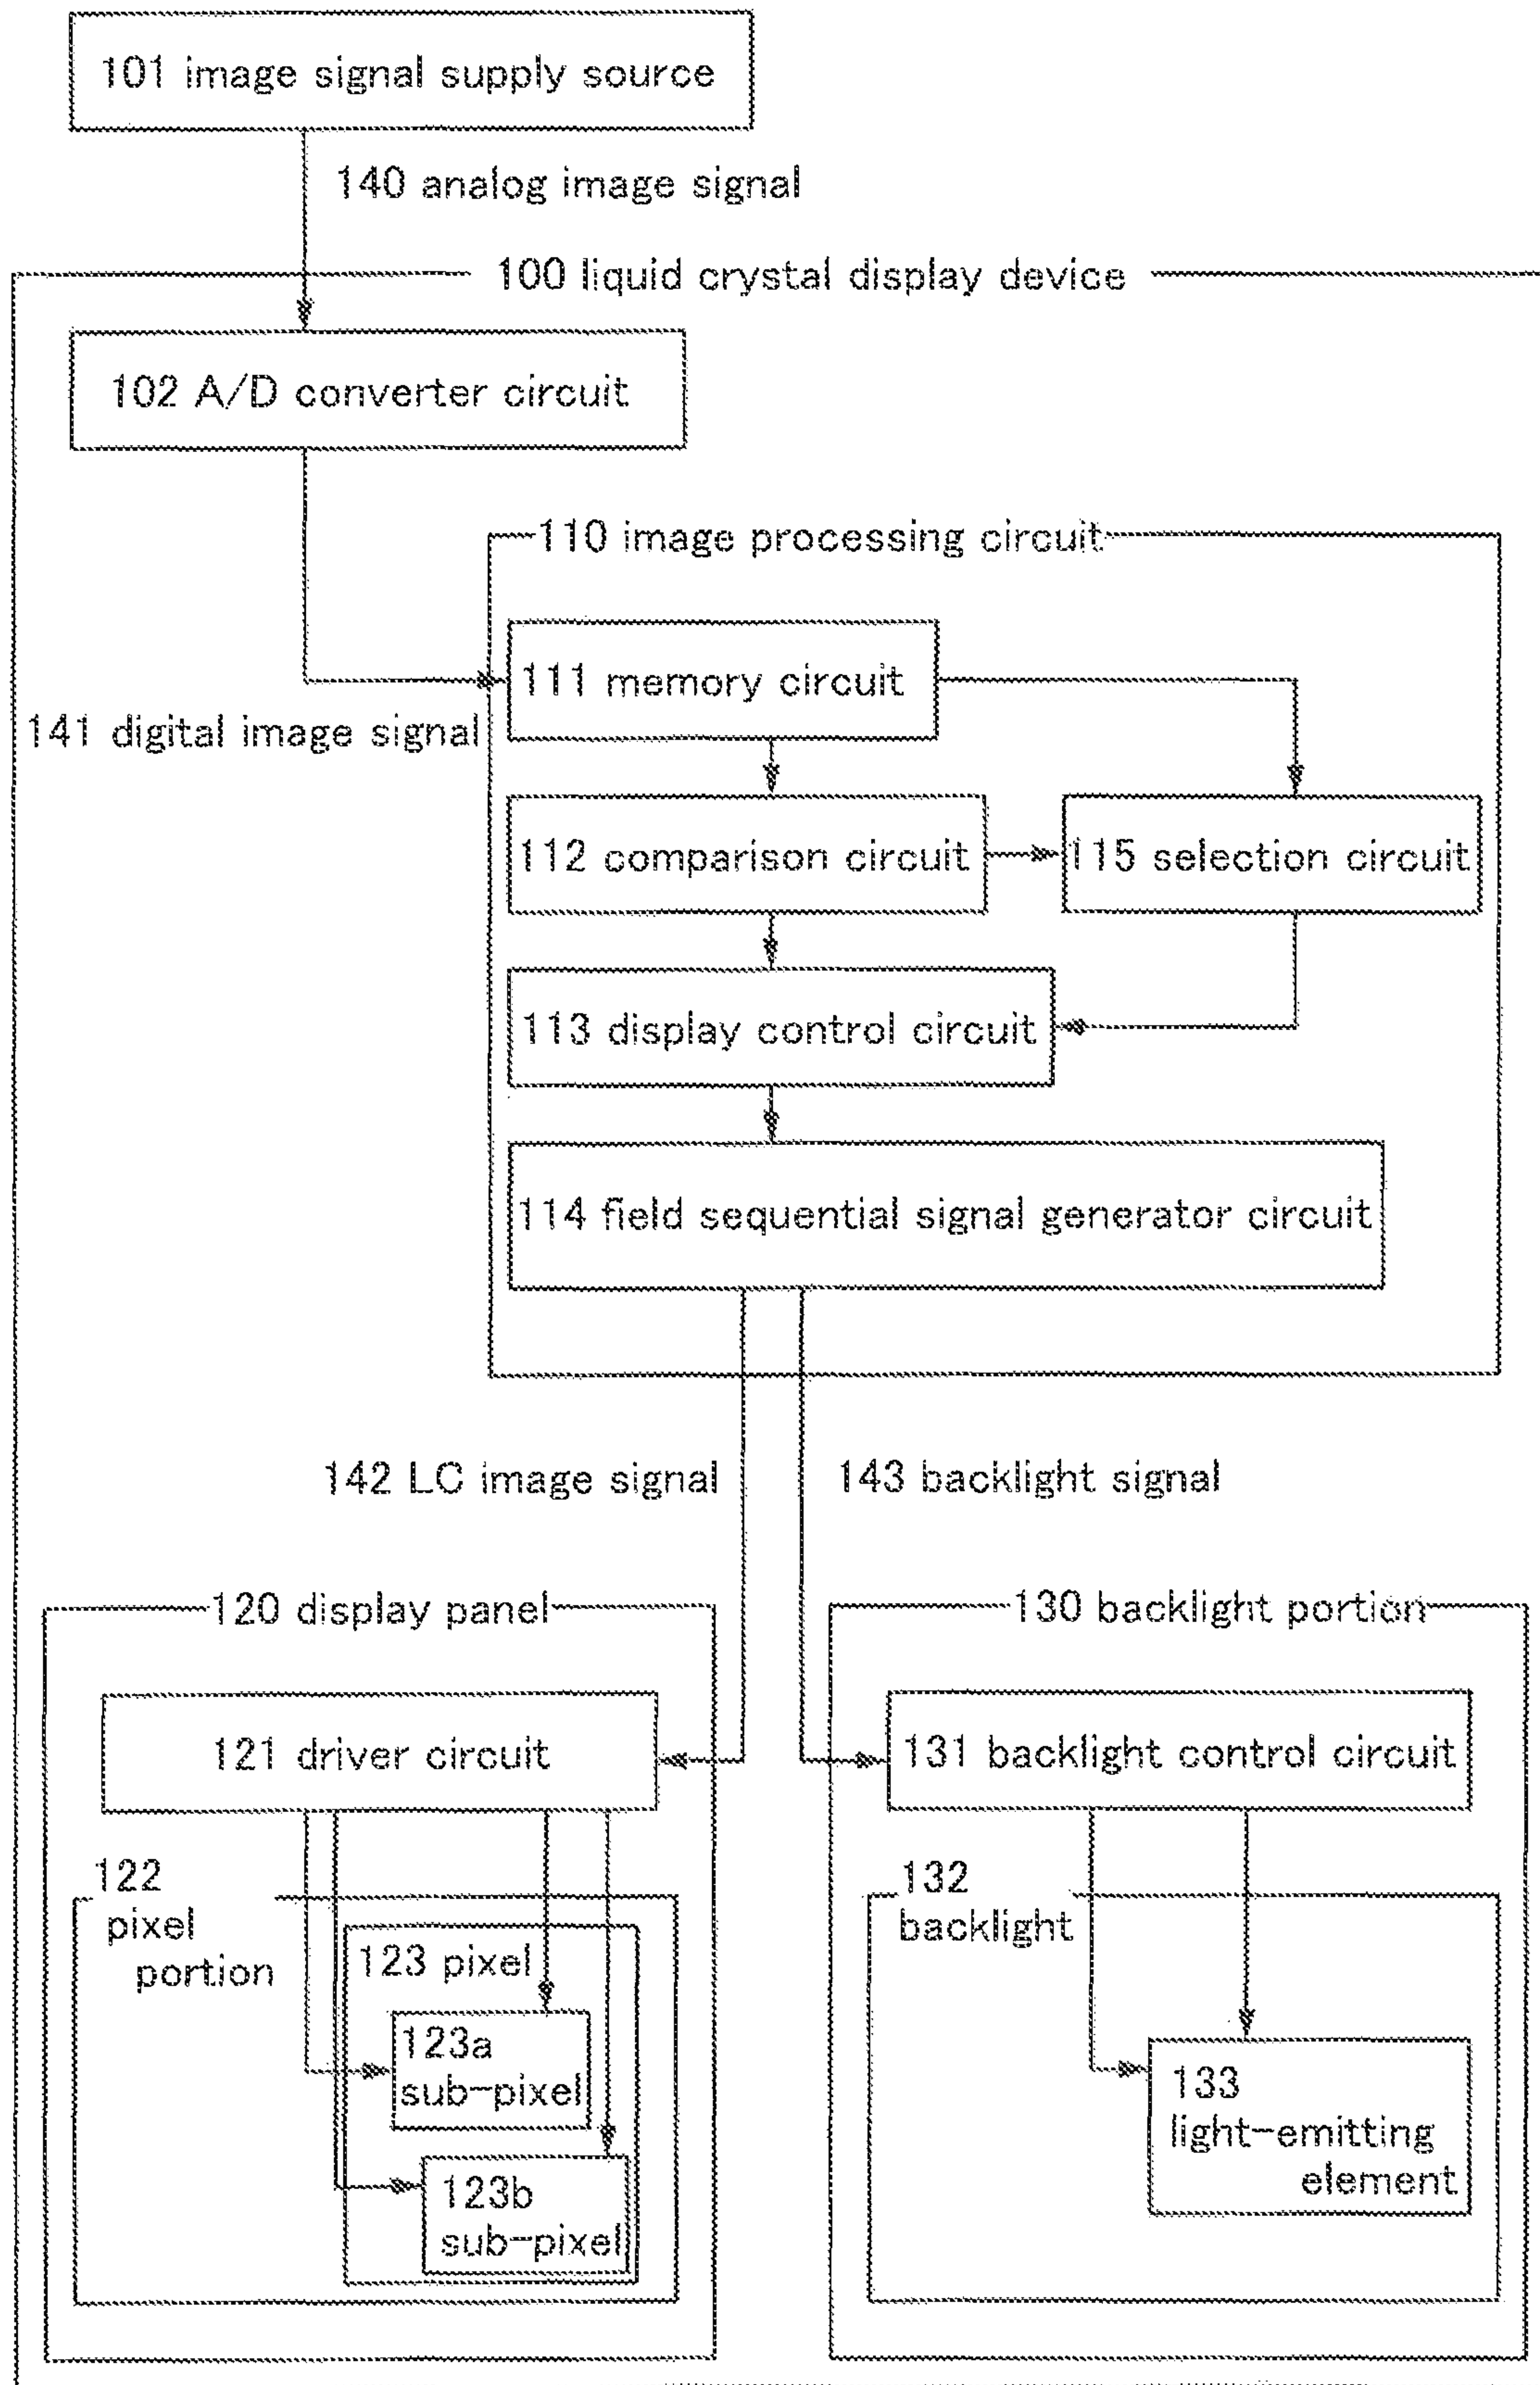 101 image signal supply source
140 analog image signal
100 liquid crystal display device
102 A/D converter circuit
110 image processing circuit
111 memory circuit
141 digital image signal
112 comparison circuit
115 selection circuit
113 display control circuit
114 field sequential signal generator circuit
142 LC image signal
143 backlight signal
120 display panel
130 backlight portion
121 driver circuit
131 backlight control circuit
122
pixel
portion
132
backlight
123 pixel
123a
sub-pixel
133
light-emitting
element
123b
sub-pixel